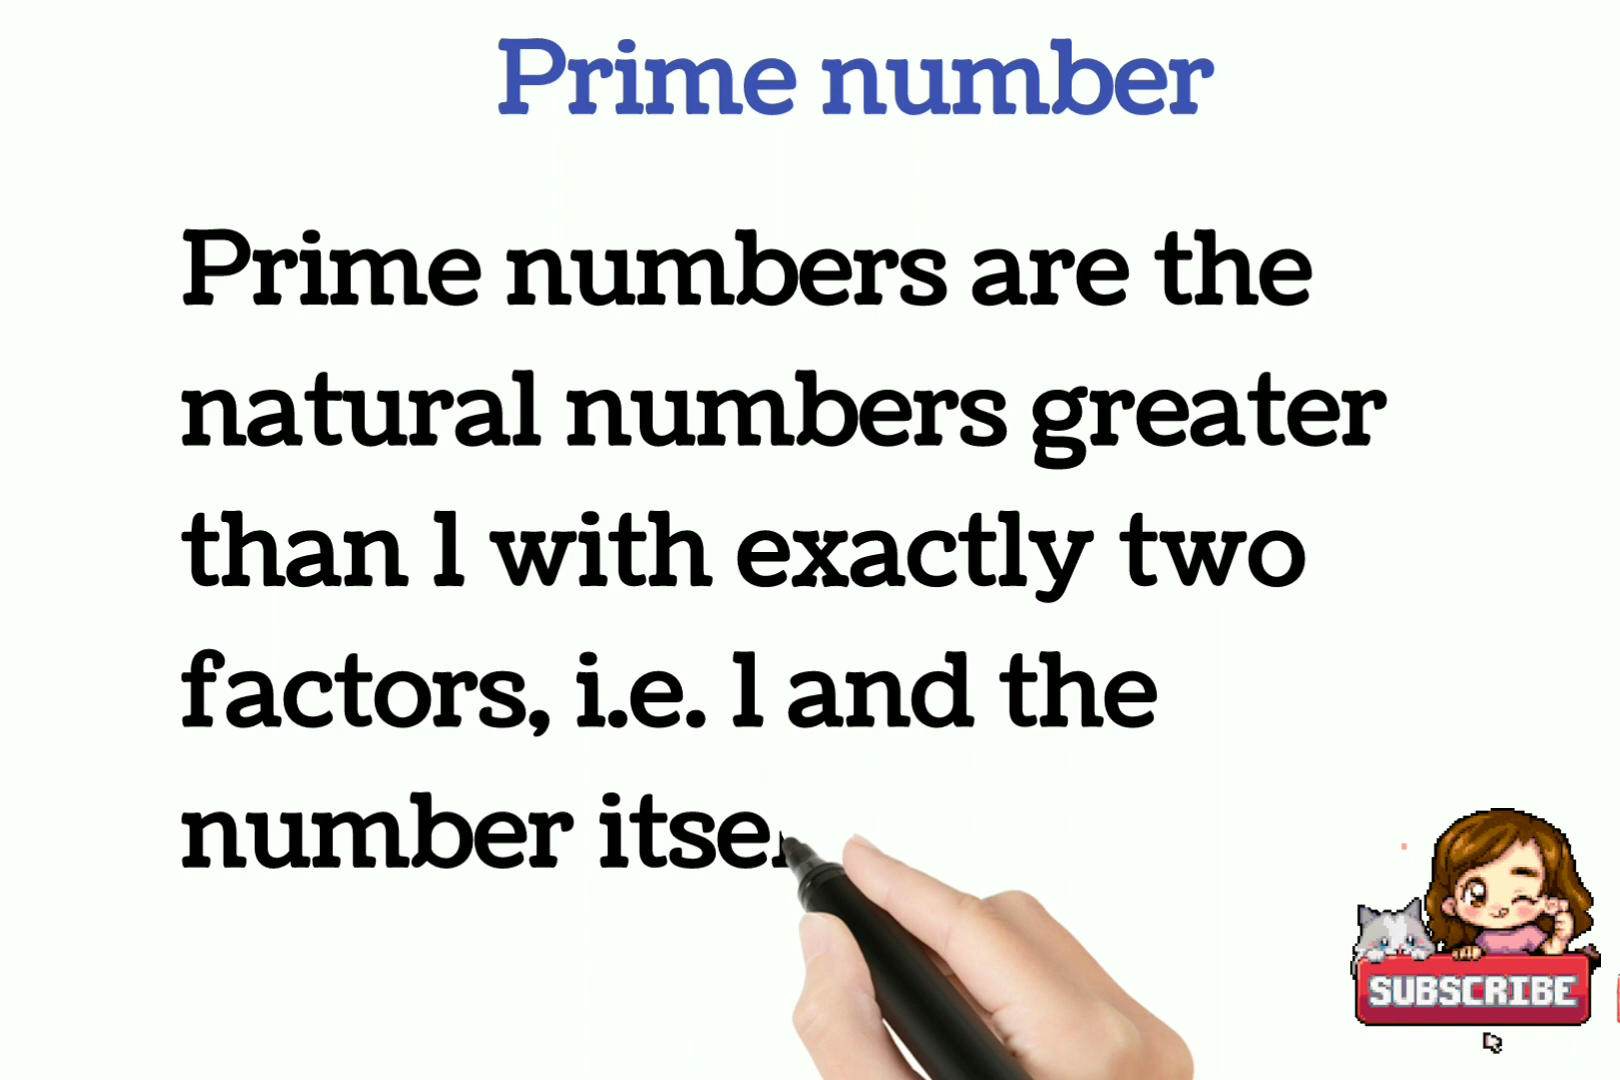 Prime number
Prime numbers are the
natural numbers greater
than 1 with exactly two
factors, i.e. 1 and the
number itse
SUBSCRIBE